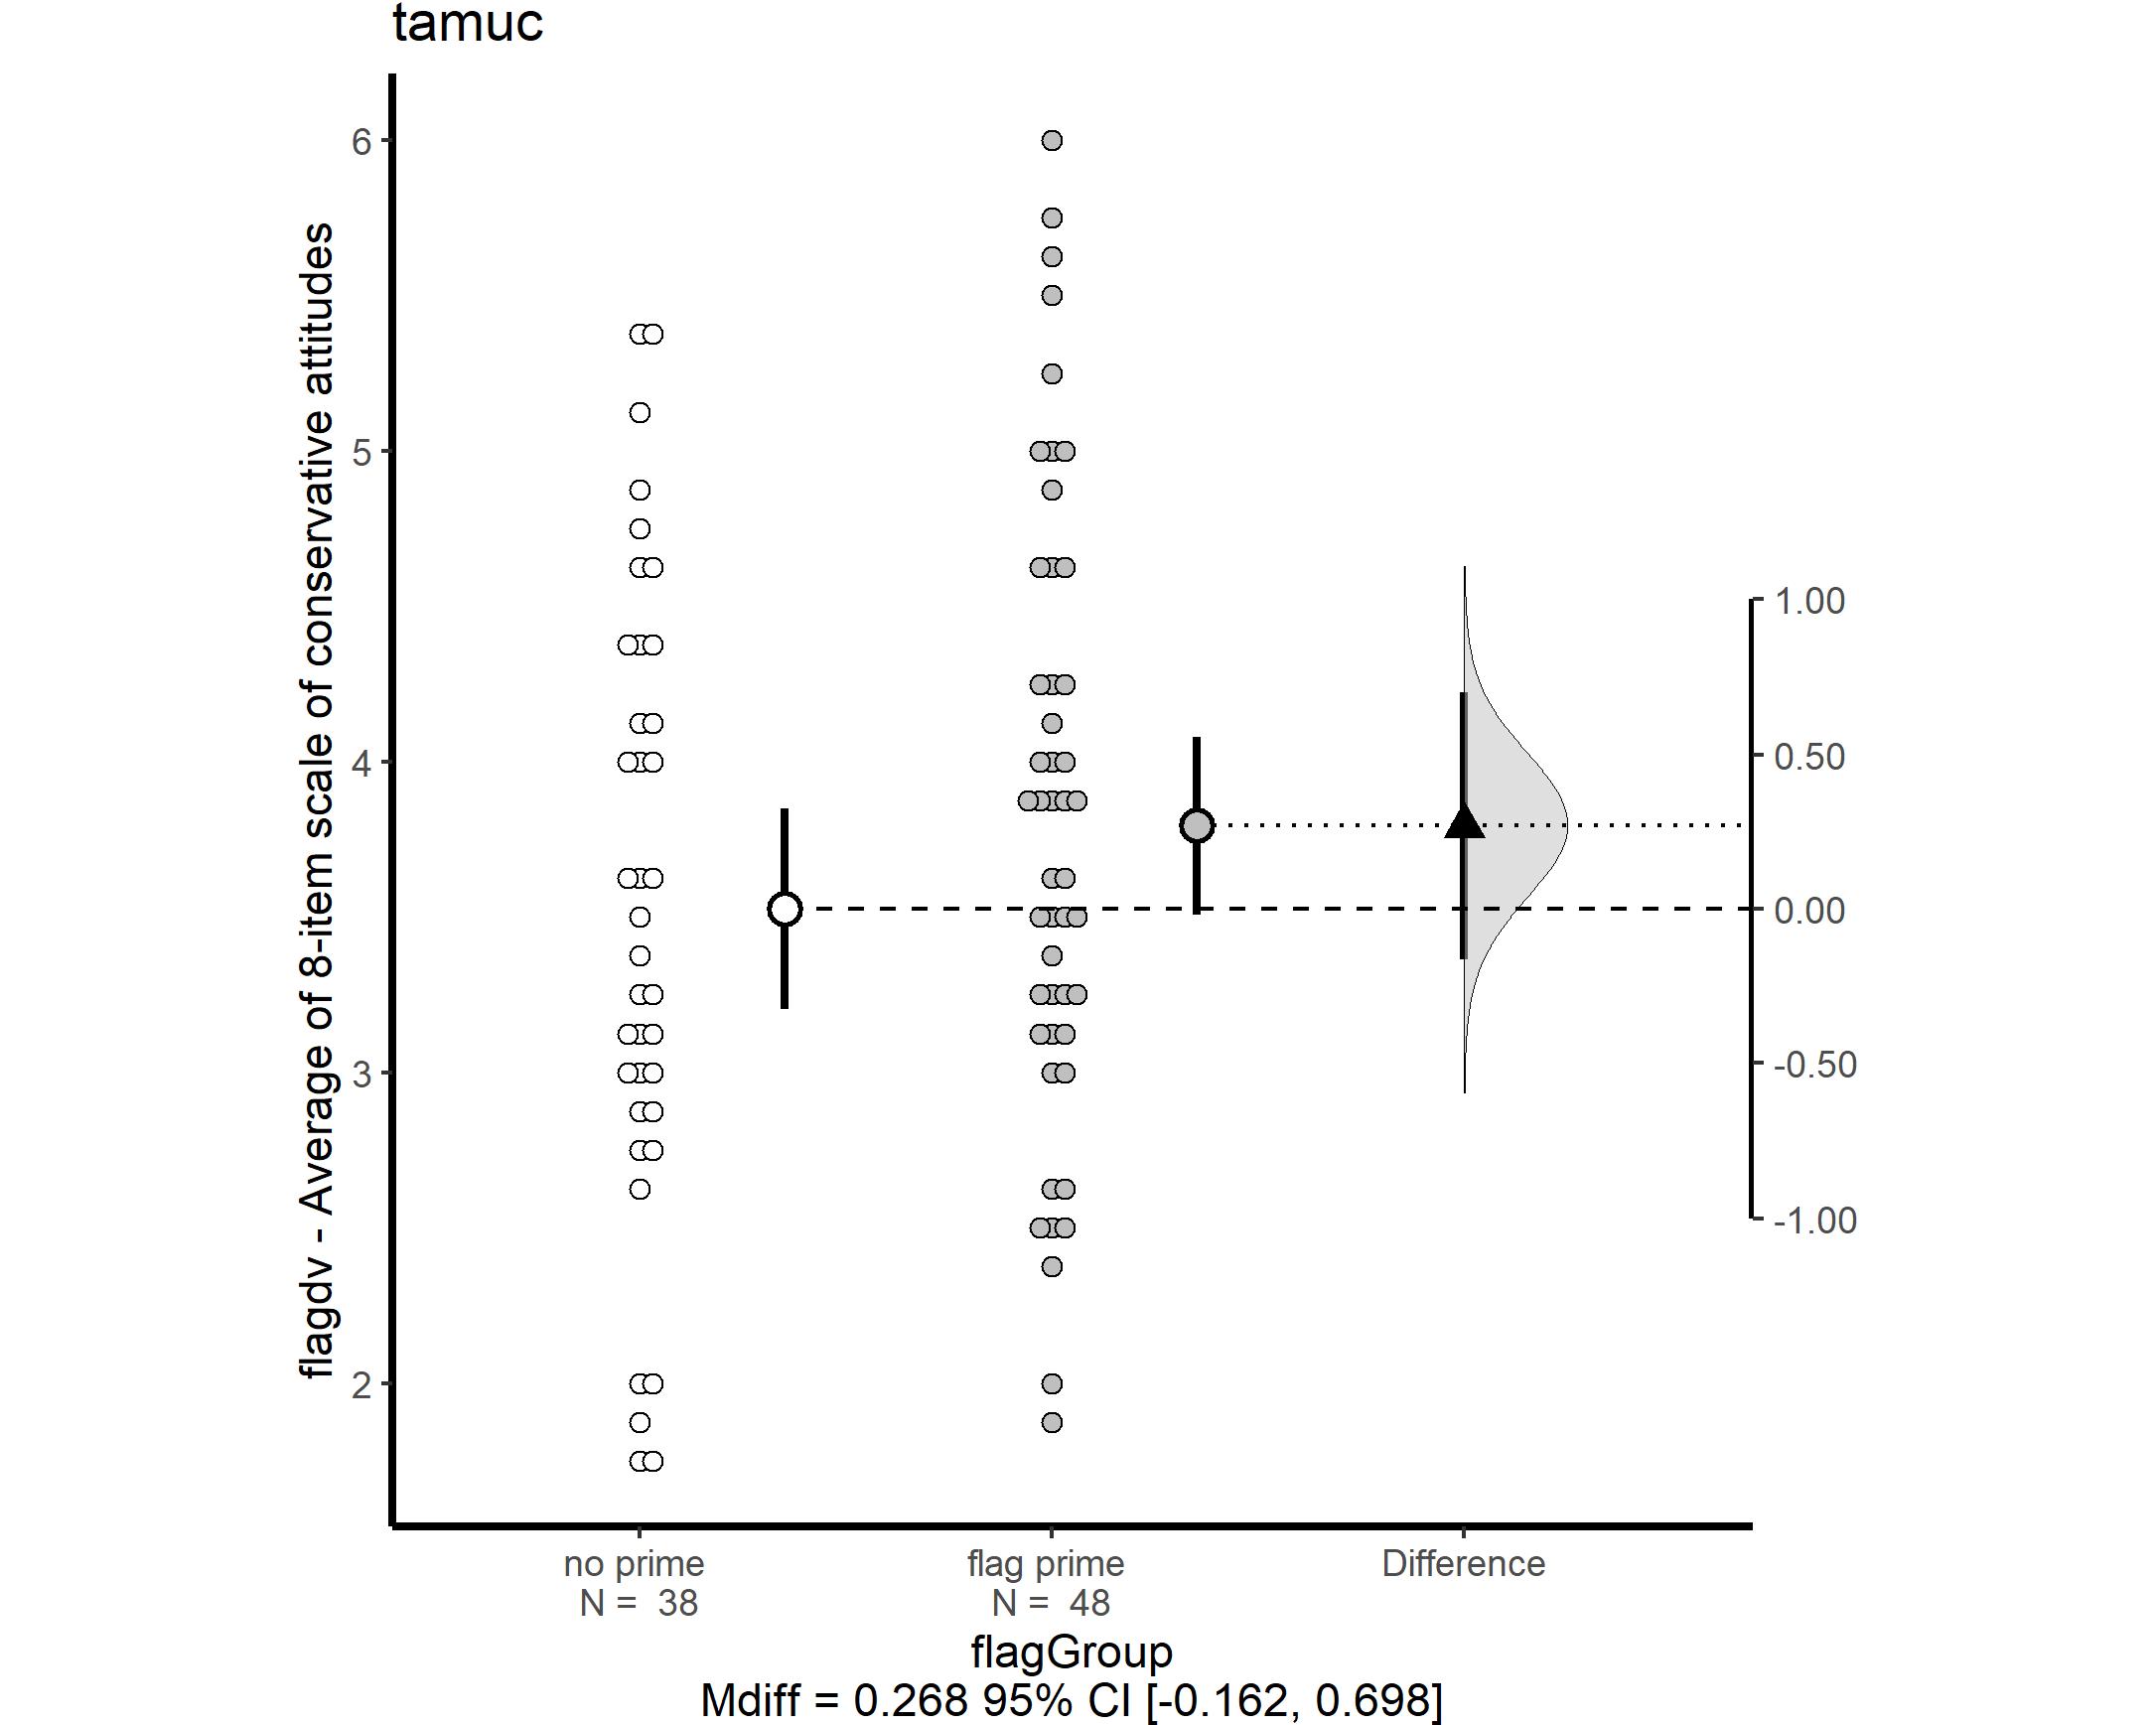 tamuc
flagdv - Average of 8-item scale of conservative attitudes
6
5
4
3
2
1.00
0.50
0.00
-0.50
-1.00
no prime
N =  38
flag prime
N =  48
Difference
flagGroup
Mdiff = 0.268 95% CI [-0.162, 0.698]